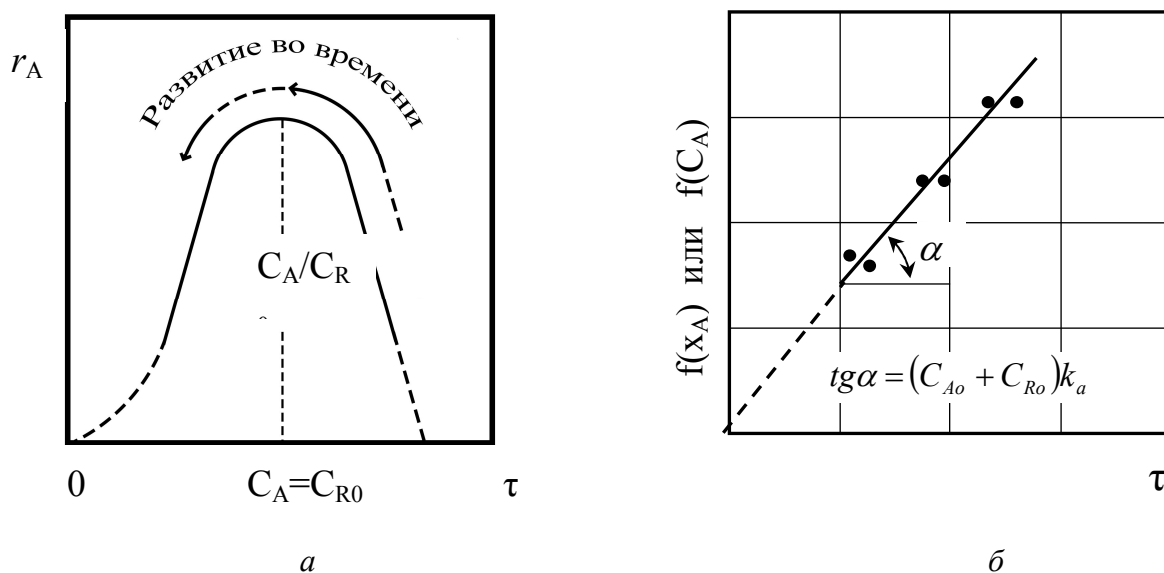 r_A
Развитие во времени
C_A/C_R
0
C_A=C_R0
τ
а
f(x_A) или f(C_A)
α
tgα = (C_Ao + C_Ro)k_a
τ
б